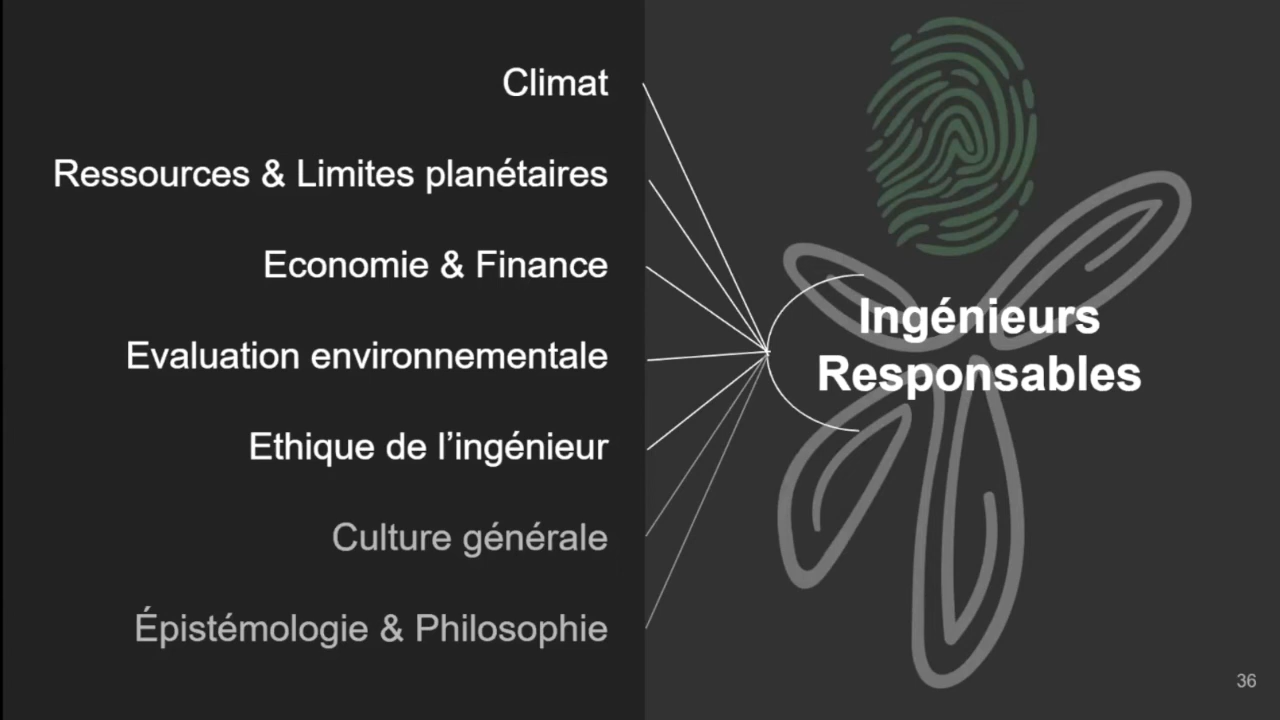 Climat
Ressources & Limites planétaires
Economie & Finance
Evaluation environnementale
Ethique de l’ingénieur
Culture générale
Épistémologie & Philosophie
Ingénieurs
Responsables
36